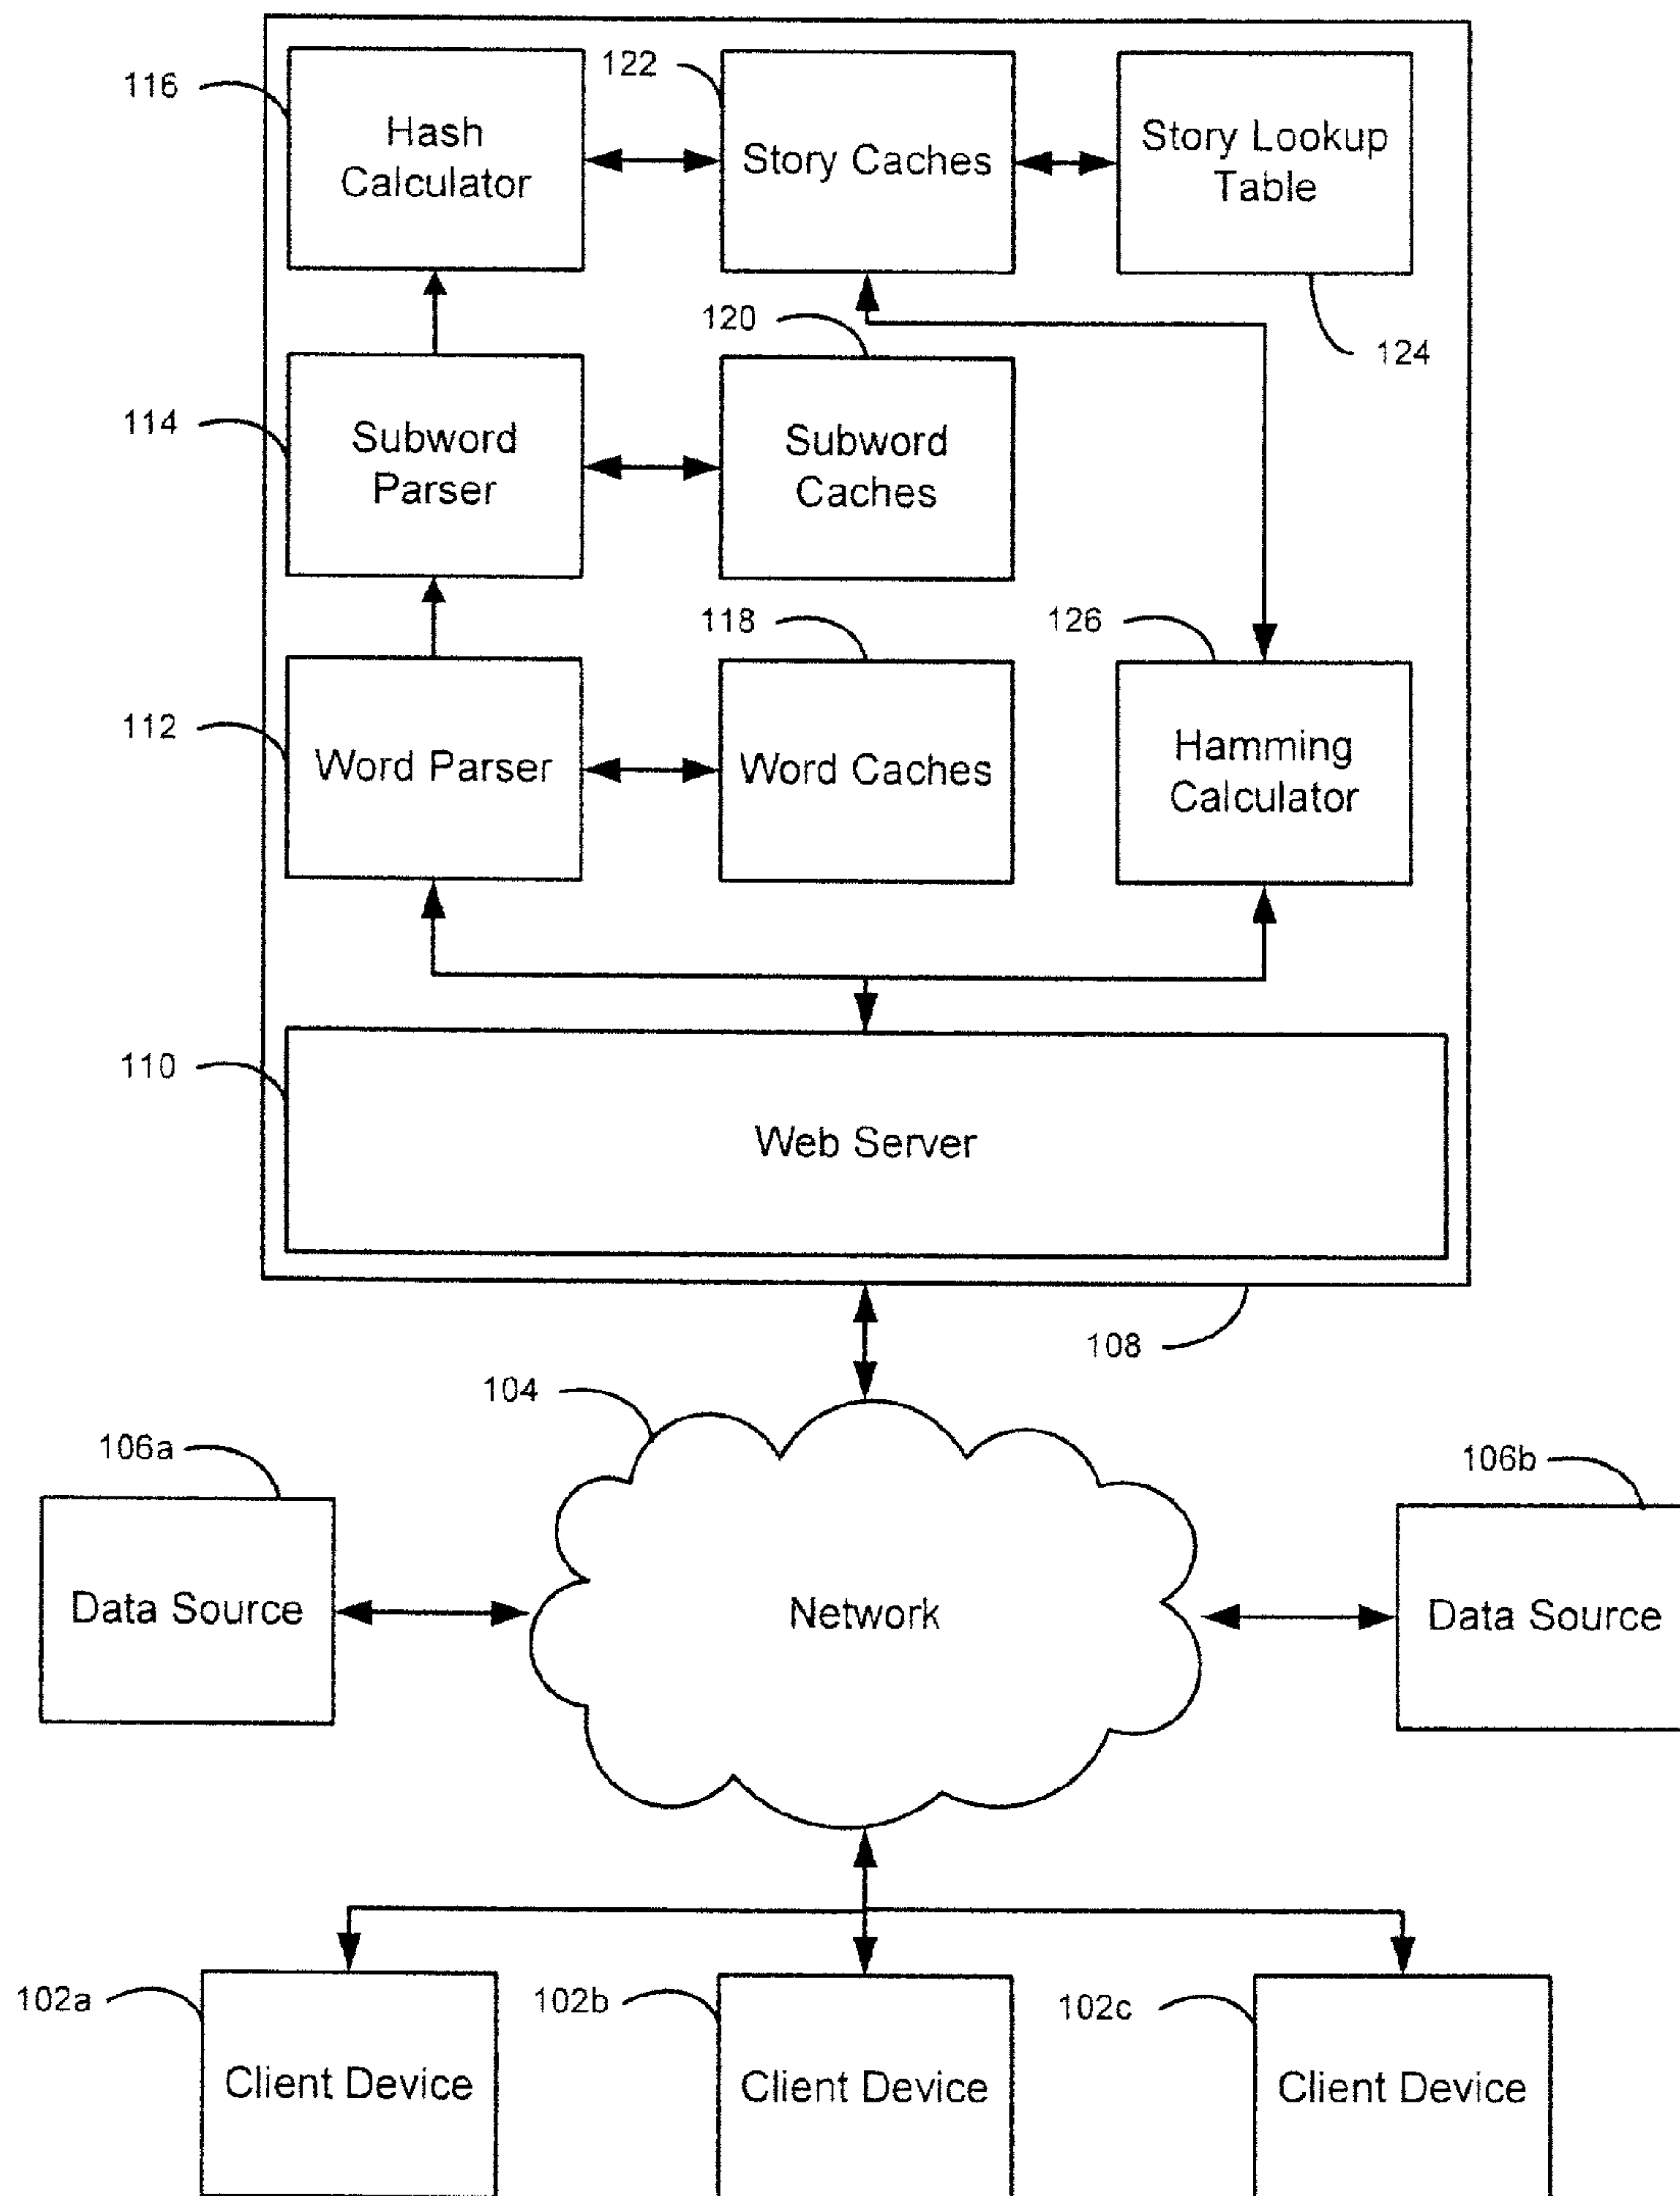 116
Hash
Calculator
122
Story Caches
Story Lookup
Table
124
114
Subword
Parser
120
Subword
Caches
112
Word Parser
118
Word Caches
126
Hamming
Calculator
110
Web Server
108
104
Network
106a
Data Source
106b
Data Source
102a
Client Device
102b
Client Device
102c
Client Device